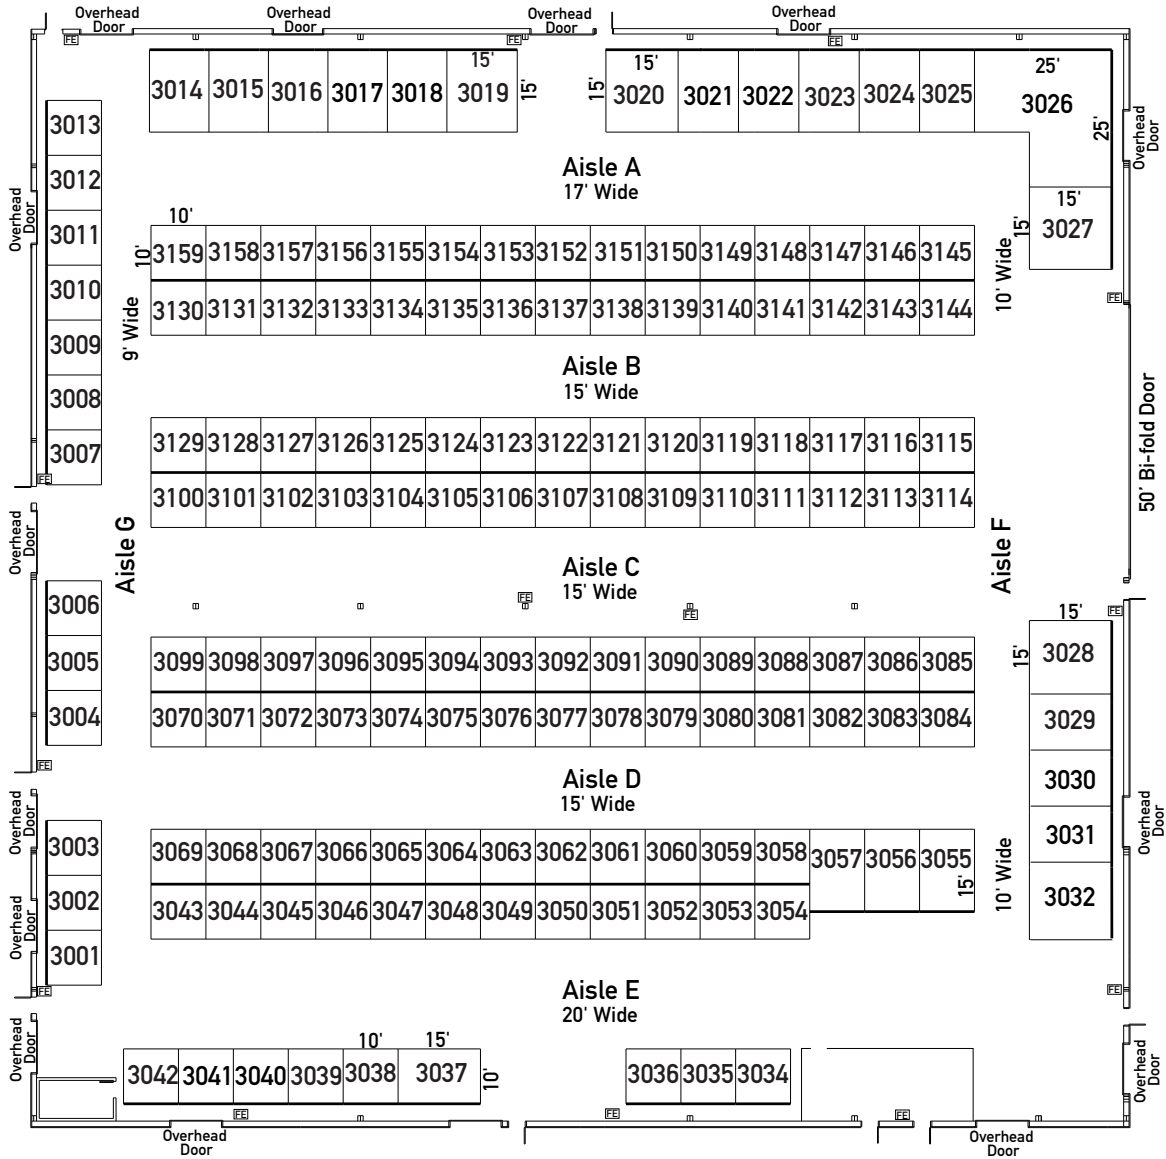 Overhead
Door
Overhead
Door
Overhead
Door
Overhead
Door
FE
FE
FE
15'
15'
25'
3014 3015 3016 3017 3018 3019
15'
15'
3020 3021 3022 3023 3024 3025 3026
25'
Overhead
Door
3013
3012
3011
3010
3009
3008
3007
FE
Overhead
Door
Aisle A
17' Wide
15'
15'
3027
10' Wide
FE
10'
10'
3159 3158 3157 3156 3155 3154 3153 3152 3151 3150 3149 3148 3147 3146 3145
3130 3131 3132 3133 3134 3135 3136 3137 3138 3139 3140 3141 3142 3143 3144
9' Wide
Aisle B
15' Wide
50' Bi-fold Door
3129 3128 3127 3126 3125 3124 3123 3122 3121 3120 3119 3118 3117 3116 3115
3100 3101 3102 3103 3104 3105 3106 3107 3108 3109 3110 3111 3112 3113 3114
Overhead
Door
Aisle G
Aisle C
15' Wide
Aisle F
FE
FE
FE
3006
3005
3004
FE
15'
15'
3028
3029
3030
3031
3032
3099 3098 3097 3096 3095 3094 3093 3092 3091 3090 3089 3088 3087 3086 3085
3070 3071 3072 3073 3074 3075 3076 3077 3078 3079 3080 3081 3082 3083 3084
Aisle D
15' Wide
Overhead
Door
Overhead
Door
3003
3002
3001
FE
Overhead
Door
3069 3068 3067 3066 3065 3064 3063 3062 3061 3060 3059 3058 3057 3056 3055
15'
10' Wide
3043 3044 3045 3046 3047 3048 3049 3050 3051 3052 3053 3054
FE
Aisle E
20' Wide
Overhead
Door
10'
15'
3042 3041 3040 3039 3038 3037
10'
3036 3035 3034
Overhead
Door
FE
FE
FE
Overhead
Door
Overhead
Door